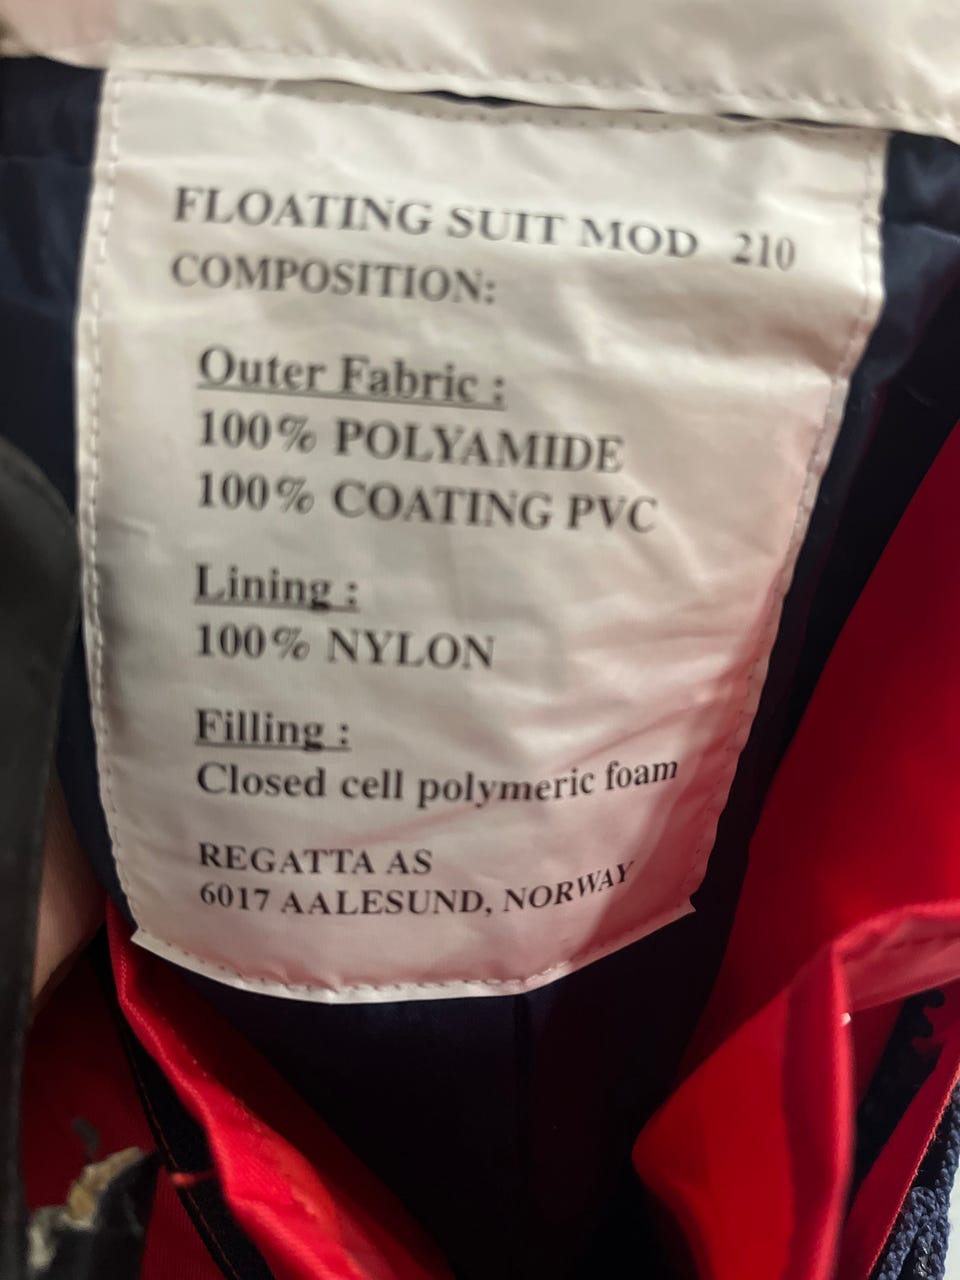 FLOATING SUIT MOD 210
COMPOSITION:
Outer Fabric :
100% POLYAMIDE
100% COATING PVC
Lining :
100% NYLON
Filling :
Closed cell polymeric foam
REGATTA AS
6017 AALESUND, NORWAY